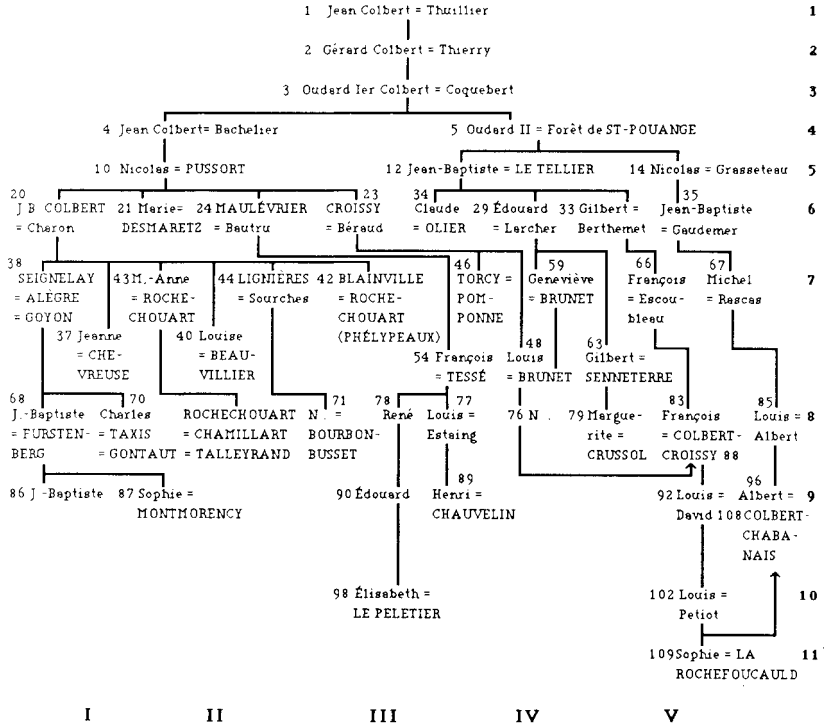 1 Jean Colbert = Thuillier 1
2 Gérard Colbert = Thierry 2
3 Oudard Ier Colbert = Coquebert 3
4 Jean Colbert= Bachelier 5 Oudard II = Forêt de ST-POUANGE 4
10 Nicolas = PUSSORT 12 Jean-Baptiste = LE TELLIER 14 Nicolas= Grasseteau 5
20 23 34 35
J B COLBERT 21 Marie= 24 MAULÉVRIER CROISSY Claude 29 Édouard 33 Gilbert = Jean-Baptiste 6
= Charon DESMARETZ = Bautru = Béraud = OLIER = Larcher Berthemet = Gaudemer
38 46 59 66 67
SEIGNELAY 43 M.-Anne 44 LIGNIÈRES 42 BLAINVILLE TORCY = Geneviève François Michel 7
= ALÈGRE = ROCHE- = Sourches = ROCHE- POM- = BRUNET = Escou- = Rascas
= GOYON CHOUART CHOUART PONNE bleau
37 Jeanne 40 Louise (PHÉLYPEAUX) 48 63
= CHE- = BEAU- 54 François Louis Gilbert=
VREUSE VILLIER = TESSÉ = BRUNET SENNETERRE
68 70 71 78 77 83 85
J.-Baptiste Charles ROCHECHOUART N. = René Louis= 76 N. 79 Margue- François Louis = 8
= FURSTEN- = TAXIS = CHAMILLART BOURBON- Estaing rite = = COLBERT- Albert
BERG = GONTAUT = TALLEYRAND BUSSET CRUSSOL CROISSY 88
89 96
86 J -Baptiste 87 Sophie = 90 Édouard Henri = 92 Louis = Albert = 9
MONTMORENCY CHAUVELIN David 108 COLBERT-
CHABA-
NAIS
98 Élisabeth = 102 Louis = 10
LE PELETIER Petiot
109 Sophie = LA 11
ROCHEFOUCAULD
I II III IV V